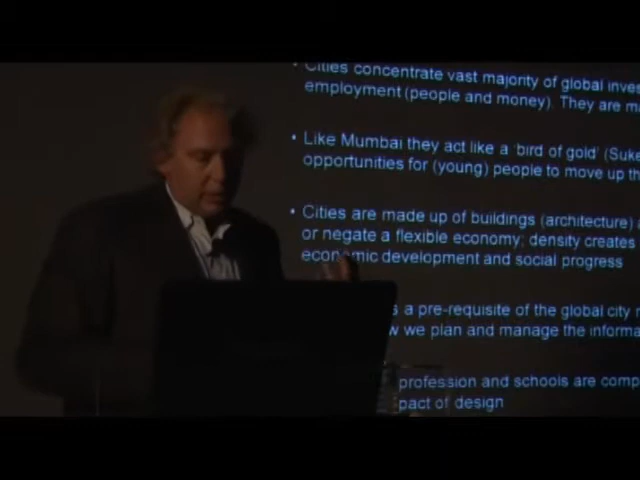 • Cities concentrate vast majority of global inves
employment (people and money). They are m
• Like Mumbai they act like a 'bird of gold' (Suke
opportunities for (young) people to move up th
• Cities are made up of buildings (architecture)
or negate a flexible economy; density creates
economic development and social progress
s a pre-requisite of the global city
w we plan and manage the informa
profession and schools are comp
pact of design